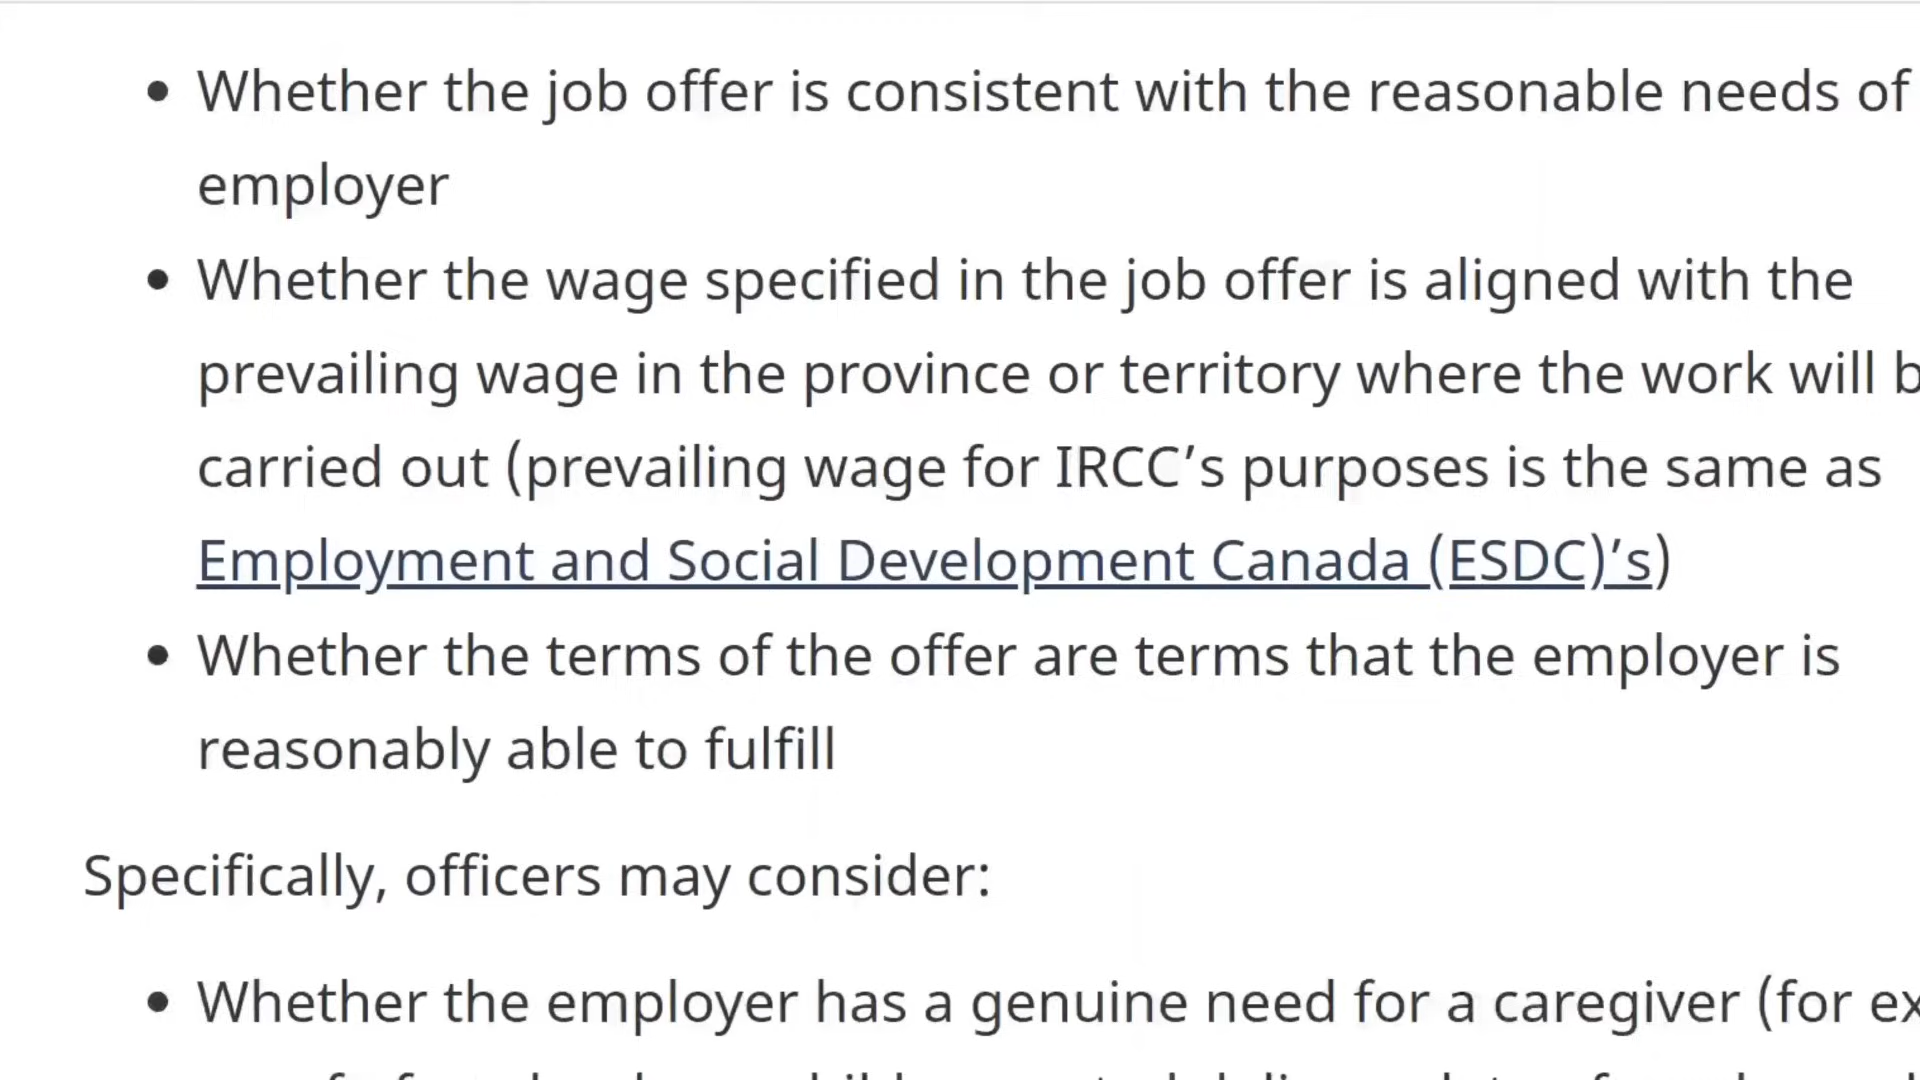 • Whether the job offer is consistent with the reasonable needs of
employer
• Whether the wage specified in the job offer is aligned with the
prevailing wage in the province or territory where the work will
carried out (prevailing wage for IRCC’s purposes is the same as
Employment and Social Development Canada (ESDC)’s)
• Whether the terms of the offer are terms that the employer is
reasonably able to fulfill
Specifically, officers may consider:
• Whether the employer has a genuine need for a caregiver (for